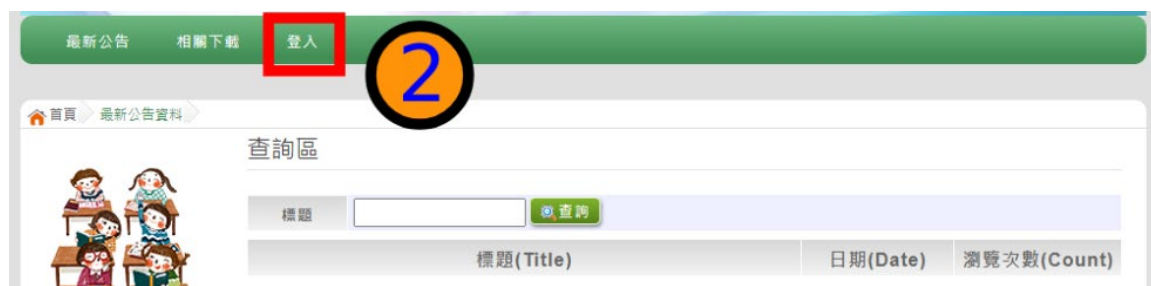 最新公告 相關下載 登入
2
首頁 最新公告資料
查詢區
標題 查詢
標題(Title) 日期(Date) 瀏覽次數(Count)